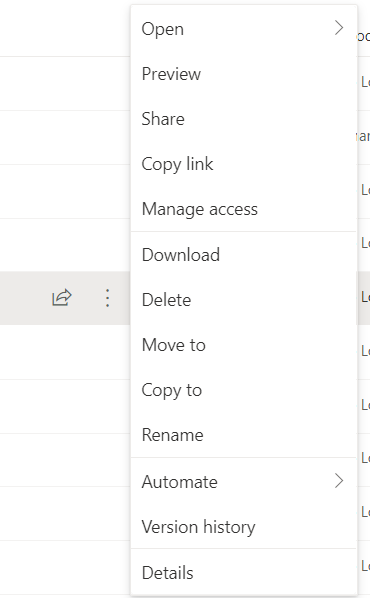 Open
Preview
Share
Copy link
Manage access
Download
Delete
Move to
Copy to
Rename
Automate
Version history
Details